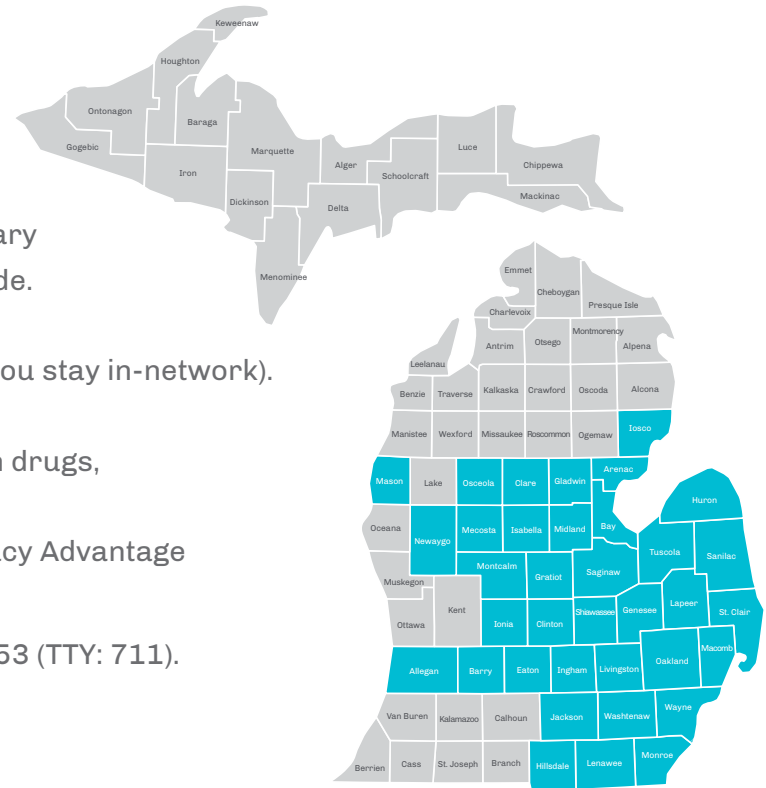 Keweenaw
Houghton
Ontonagon
Baraga
Gogebic
Marquette
Luce
Iron
Alger
Schoolcraft
Chippewa
Dickinson
Delta
Mackinac
Menominee
ary
de.
ou stay in-network).
n drugs,
acy Advantage
53 (TTY: 711).
Emmet
Cheboygan
Presque Isle
Charlevoix
Antrim
Otsego
Montmorency
Alpena
Leelanau
Benzie
Traverse
Kalkaska
Crawford
Oscoda
Alcona
Manistee
Wexford
Missaukee
Roscommon
Ogemaw
Iosco
Mason
Lake
Osceola
Clare
Gladwin
Arenac
Huron
Oceana
Newaygo
Mecosta
Isabella
Midland
Bay
Tuscola
Sanilac
Muskegon
Montcalm
Gratiot
Saginaw
Ottawa
Kent
Ionia
Clinton
Shiawassee
Genesee
Lapeer
St. Clair
Allegan
Barry
Eaton
Ingham
Livingston
Oakland
Macomb
Van Buren
Kalamazoo
Calhoun
Jackson
Washtenaw
Wayne
Berrien
Cass
St. Joseph
Branch
Hillsdale
Lenawee
Monroe